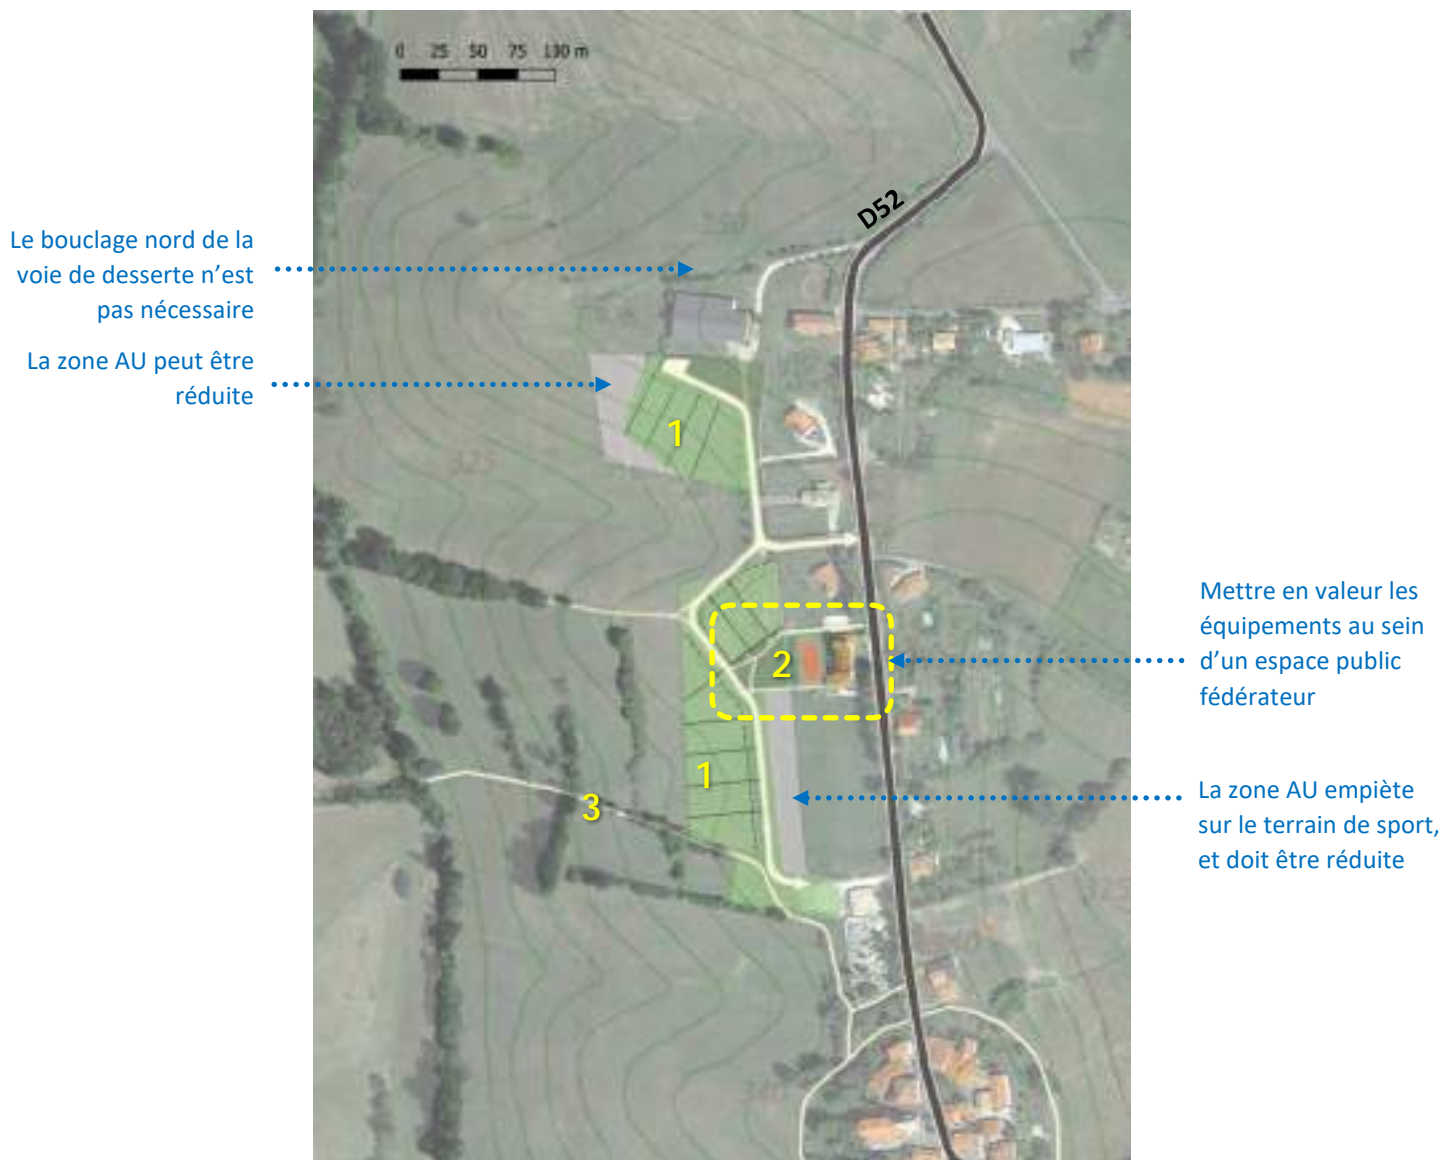 0 25 50 75 100 m
D52
Le bouclage nord de la
voie de desserte n’est
pas nécessaire
La zone AU peut être
réduite
1
2
1
3
Mettre en valeur les
équipements au sein
d’un espace public
fédérateur
La zone AU empiète
sur le terrain de sport,
et doit être réduite